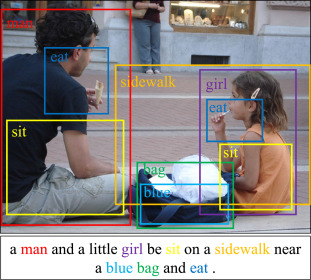 man
eat
sidewalk
girl
eat
sit
sit
bag
blue
a man and a little girl be sit on a sidewalk near
a blue bag and eat .